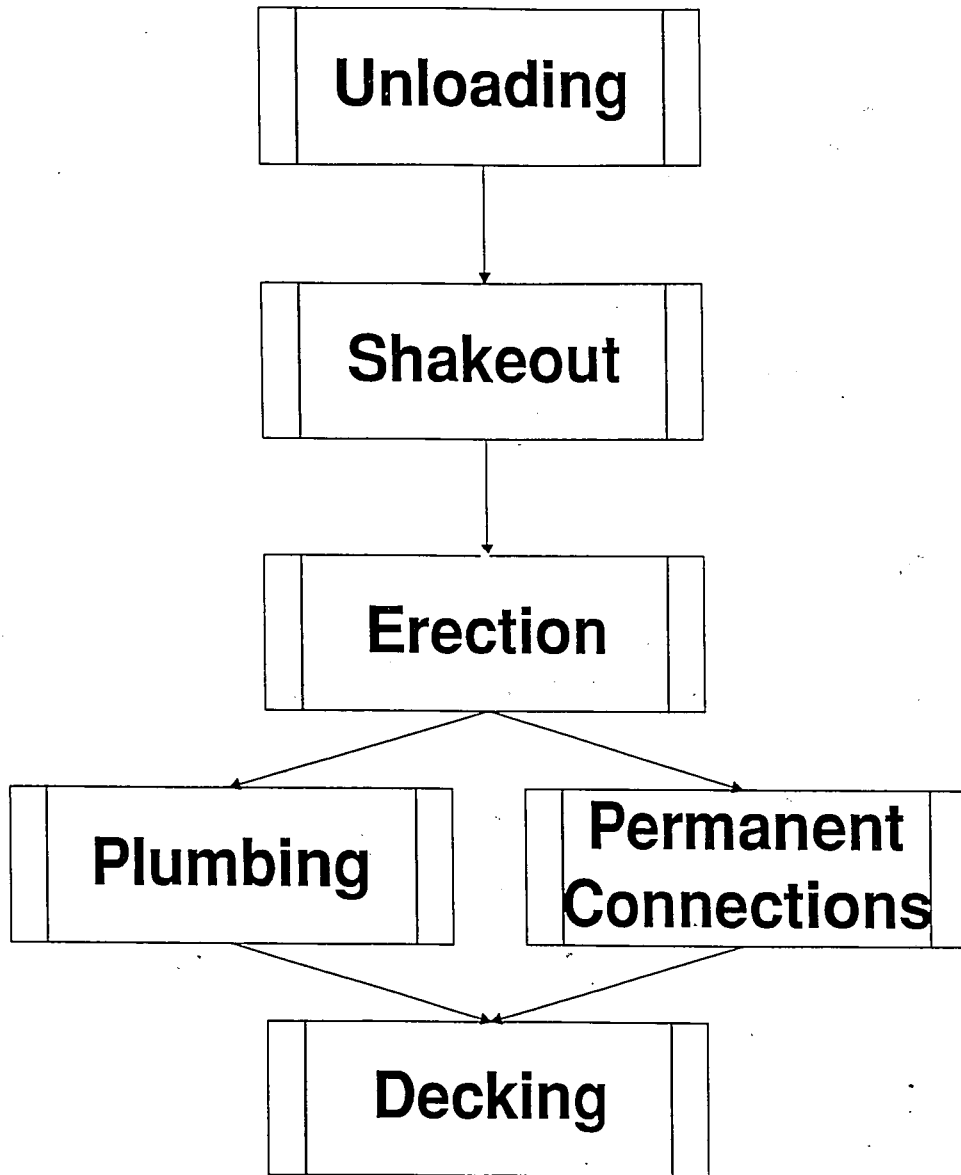 Unloading
Shakeout
Erection
Plumbing
Permanent
Connections
Decking